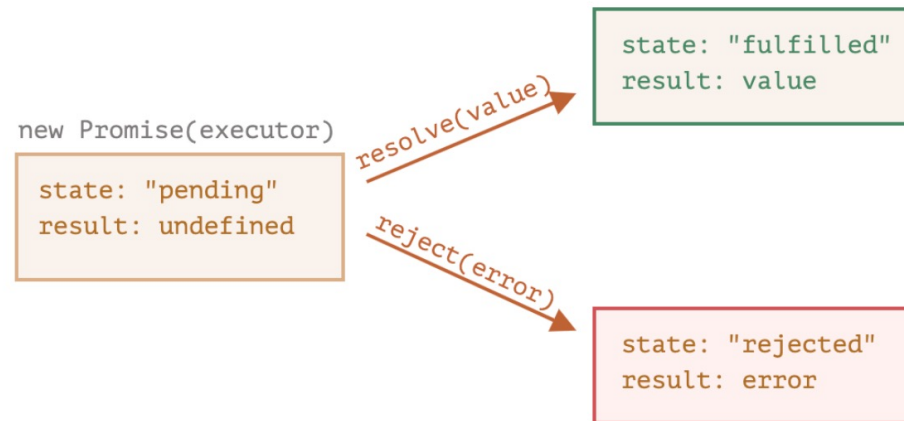 new Promise(executor)
state: "pending"
result: undefined
resolve(value)
reject(error)
state: "fulfilled"
result: value
state: "rejected"
result: error